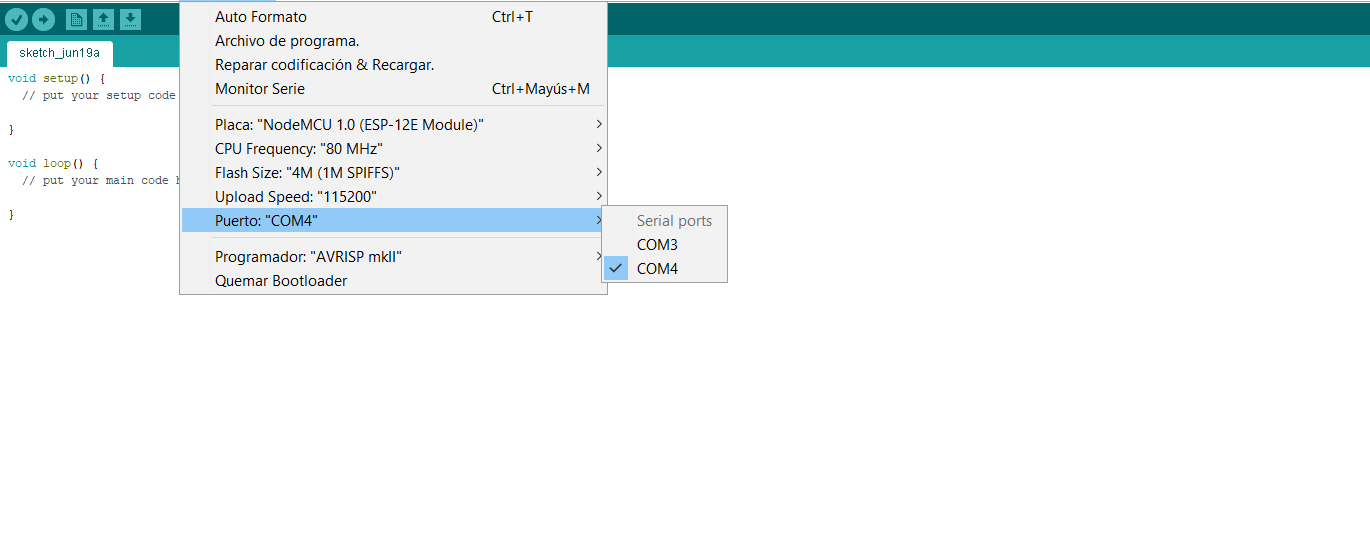 Auto Formato Ctrl+T
Archivo de programa.
Reparar codificación & Recargar.
Monitor Serie Ctrl+Mayús+M
Placa: "NodeMCU 1.0 (ESP-12E Module)"
CPU Frequency: "80 MHz"
Flash Size: "4M (1M SPIFFS)"
Upload Speed: "115200"
Puerto: "COM4"
Programador: "AVRISP mkII"
Quemar Bootloader
Serial ports
COM3
COM4
sketch_jun19a
void setup() {
// put your setup code
}
void loop() {
// put your main code
}